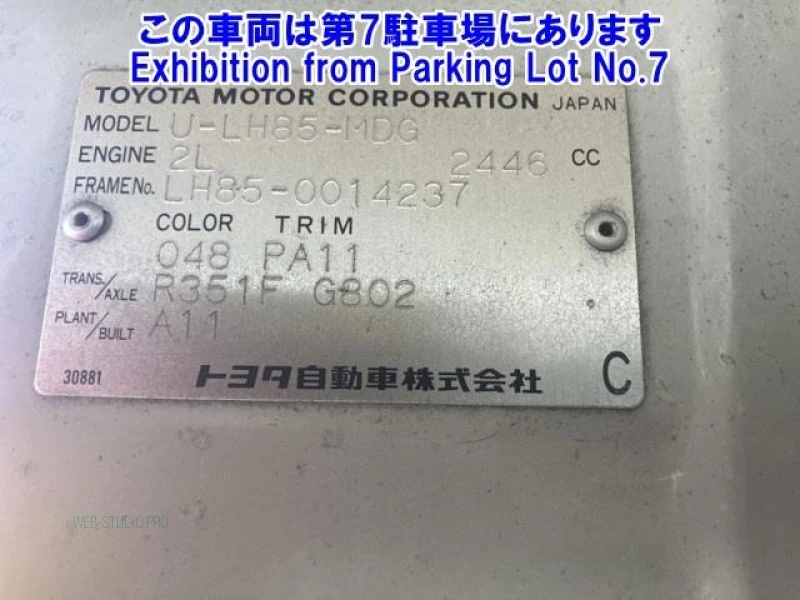 この車両は第7駐車場にあります
Exhibition from Parking Lot No.7
TOYOTA MOTOR CORPORATION JAPAN
MODEL U-LH85-MDG
ENGINE 2L 2446 CC
FRAME No. LH85-0014237
COLOR TRIM
048 PA11
TRANS./AXLE R351F G802
PLANT/BUILT A11
30881 トヨタ自動車株式会社 C
WEB-STUDIO.PRO